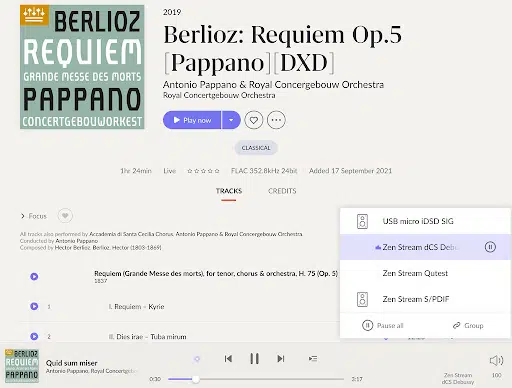 BERLIOZ
REQUIEM
GRANDE MESSE DES MORTS
PAPPANO
CONCERTGEBOUWORKEST
2019
Berlioz: Requiem Op.5
[Pappano][DXD]
Antonio Pappano & Royal Concergebouw Orchestra
Royal Concertgebouw Orchestra
Play now
CLASSICAL
1hr 24min Live FLAC 352.8kHz 24bit Added 17 September 2021
TRACKS CREDITS
Focus
All tracks also performed by Accademia di Santa Cecilia Chorus, Antonio Pappano & Royal Concergebouw Orchestra.
Conducted by Antonio Pappano
Composed by Hector Berlioz, Berlioz, Hector (1803-1869)
Requiem (Grande Messe des morts), for tenor, chorus & orchestra, H. 75 (Op. 5)
1837
1 I. Requiem – Kyrie
2 II. Dies irae – Tuba mirum
USB micro iDSD SIG
Zen Stream dCS Deb
Zen Stream Qutest
Zen Stream S/PDIF
Pause all Group
BERLIOZ
REQUIEM
PAPPANO
Quid sum miser
Antonio Pappano, Royal Concertgebou
0:30 3:17
Zen Stream
dCS Debussy
100